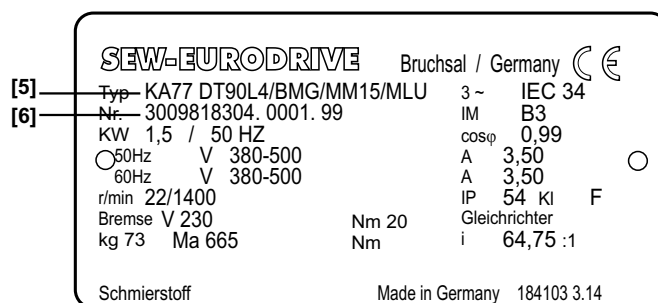 SEW-EURODRIVE Bruchsal / Germany CE
[5] Typ KA77 DT90L4/BMG/MM15/MLU 3 ~ IEC 34
[6] Nr. 3009818304. 0001. 99 IM B3
KW 1,5 / 50 HZ cosφ 0,99
50Hz V 380-500 A 3,50
60Hz V 380-500 A 3,50
r/min 22/1400 IP 54 Kl F
Bremse V 230 Nm 20 Gleichrichter
kg 73 Ma 665 Nm i 64,75 :1
Schmierstoff Made in Germany 184103 3.14